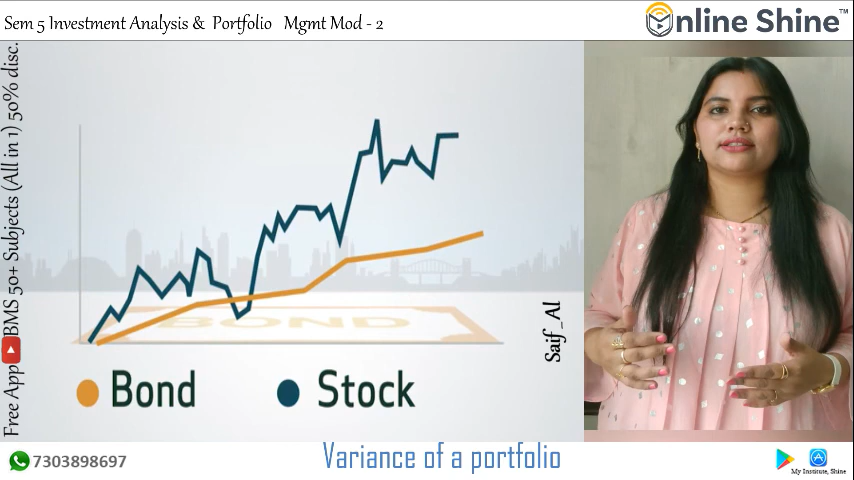 Sem 5 Investment Analysis & Portfolio Mgmt Mod - 2
Online Shine™
Free App BMS 50+ Subjects (All in 1) 50% disc.
BOND
Saif_Al
Bond
Stock
7303898697
Variance of a portfolio
My Institute, Shine